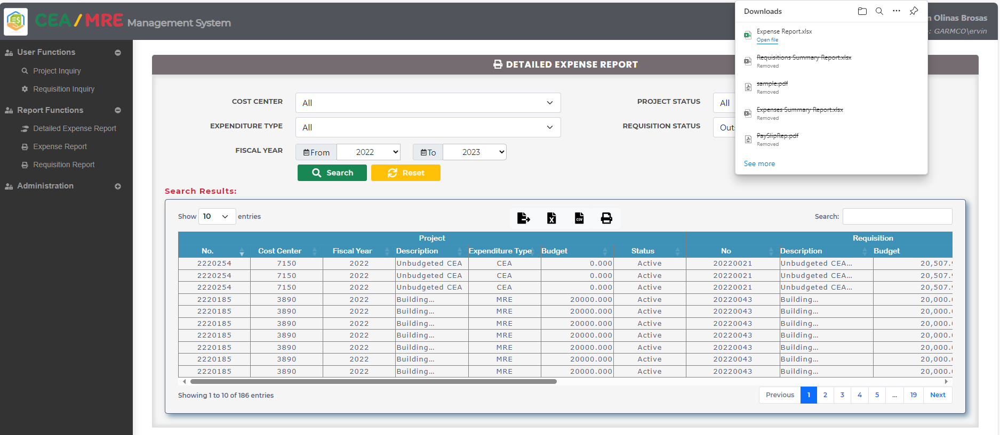 CEA/MRE Management System
n Olinas Brosas
: GARMCO\ervin
Downloads
Expense Report.xlsx
Open file
Requisitions Summary Report.xlsx
Removed
sample.pdf
Removed
Expenses Summary Report.xlsx
Removed
PaySlipRep.pdf
Removed
See more
User Functions
Project Inquiry
Requisition Inquiry
Report Functions
Detailed Expense Report
Expense Report
Requisition Report
Administration
DETAILED EXPENSE REPORT
COST CENTER All PROJECT STATUS All
EXPENDITURE TYPE All REQUISITION STATUS Outs
FISCAL YEAR From 2022 To 2023
Search Reset
Search Results:
Show 10 entries Search:
Project Requisition
No. Cost Center Fiscal Year Description Expenditure Type Budget Status No Description Budget
2220254 7150 2022 Unbudgeted CEA CEA 0.000 Active 20220021 Unbudgeted CEA... 20,507.9
2220254 7150 2022 Unbudgeted CEA CEA 0.000 Active 20220021 Unbudgeted CEA... 20,507.9
2220254 7150 2022 Unbudgeted CEA CEA 0.000 Active 20220021 Unbudgeted CEA... 20,507.9
2220185 3890 2022 Building... MRE 20000.000 Active 20220043 Building... 20,000.0
2220185 3890 2022 Building... MRE 20000.000 Active 20220043 Building... 20,000.0
2220185 3890 2022 Building... MRE 20000.000 Active 20220043 Building... 20,000.0
2220185 3890 2022 Building... MRE 20000.000 Active 20220043 Building... 20,000.0
2220185 3890 2022 Building... MRE 20000.000 Active 20220043 Building... 20,000.0
2220185 3890 2022 Building... MRE 20000.000 Active 20220043 Building... 20,000.0
2220185 3890 2022 Building... MRE 20000.000 Active 20220043 Building... 20,000.0
Showing 1 to 10 of 186 entries Previous 1 2 3 4 5 ... 19 Next